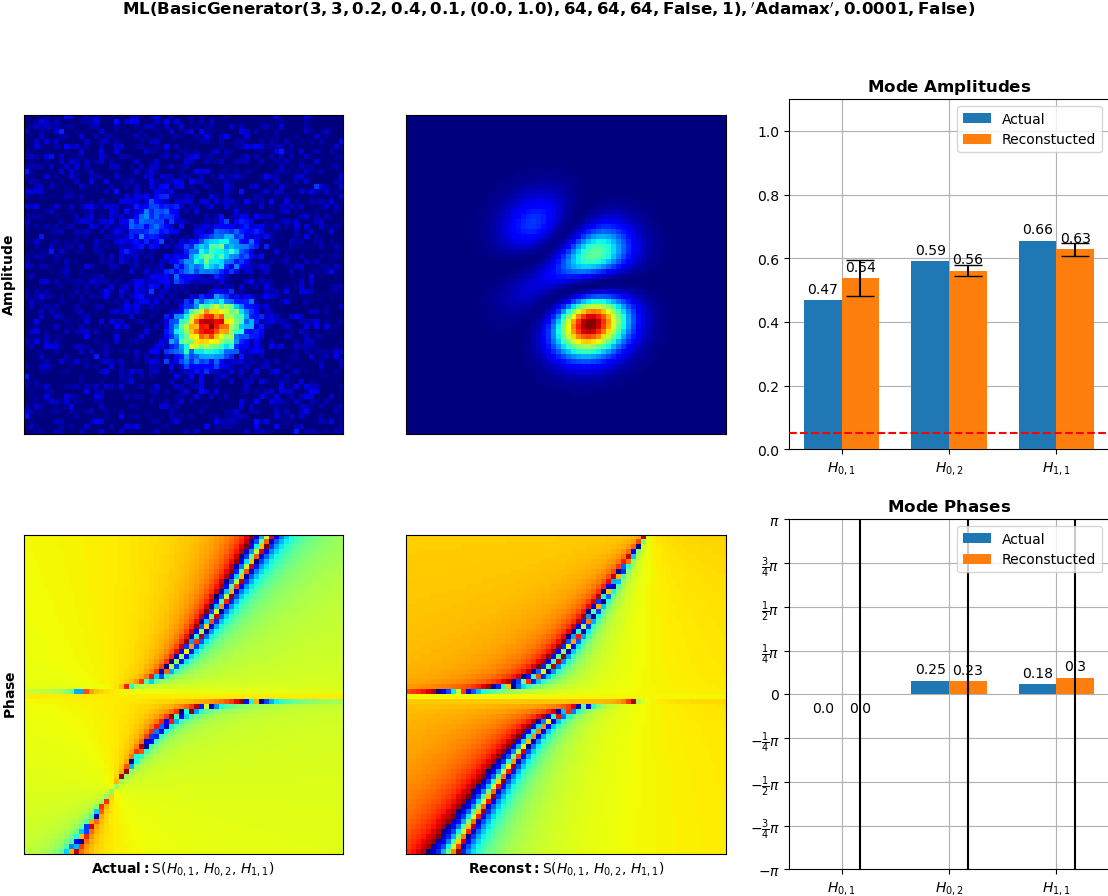 ML(BasicGenerator(3, 3, 0.2, 0.4, 0.1, (0.0, 1.0), 64, 64, 64, False, 1), ′Adamax′, 0.0001, False)
Amplitude
Mode Amplitudes
Actual
Reconstucted
1.0
0.8
0.6
0.4
0.2
0.0
0.47
0.54
0.59
0.56
0.66
0.63
H0,1
H0,2
H1,1
Phase
Actual: S(H0,1, H0,2, H1,1)
Reconst: S(H0,1, H0,2, H1,1)
Mode Phases
Actual
Reconstucted
π
3/4π
1/2π
1/4π
0
−1/4π
−1/2π
−3/4π
−π
0.0
0.0
0.25
0.23
0.18
0.3
H0,1
H0,2
H1,1